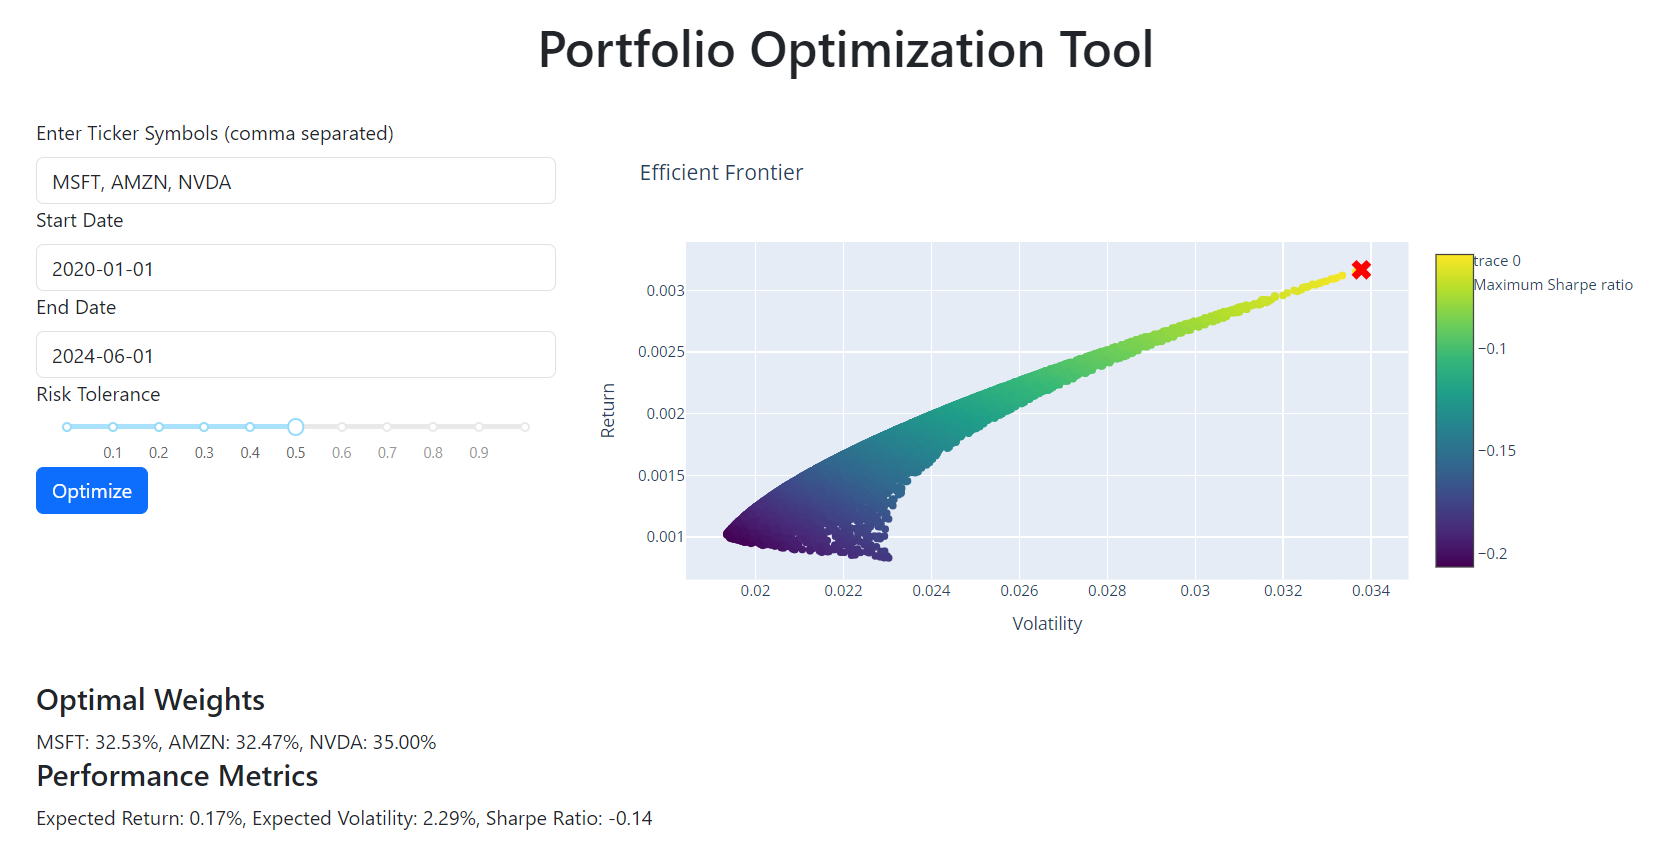 Portfolio Optimization Tool
Enter Ticker Symbols (comma separated)
MSFT, AMZN, NVDA
Start Date
2020-01-01
End Date
2024-06-01
Risk Tolerance
0.1 0.2 0.3 0.4 0.5 0.6 0.7 0.8 0.9
Optimize
Efficient Frontier
Return
0.003
0.0025
0.002
0.0015
0.001
0.02 0.022 0.024 0.026 0.028 0.03 0.032 0.034
Volatility
trace 0
Maximum Sharpe ratio
−0.1
−0.15
−0.2
Optimal Weights
MSFT: 32.53%, AMZN: 32.47%, NVDA: 35.00%
Performance Metrics
Expected Return: 0.17%, Expected Volatility: 2.29%, Sharpe Ratio: -0.14